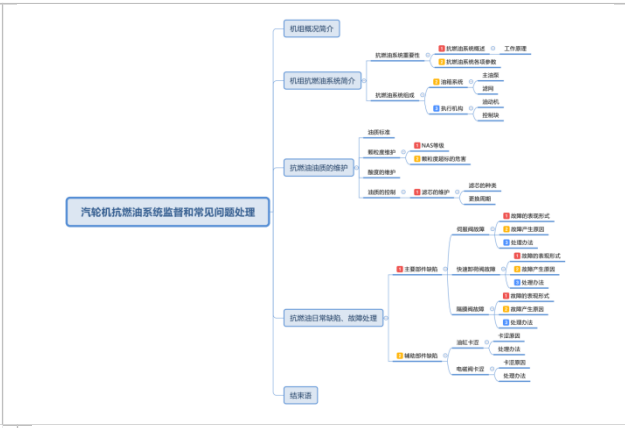 汽轮机抗燃油系统监督和常见问题处理
机组概况简介
机组抗燃油系统简介
抗燃油系统重要性
1 抗燃油系统概述
工作原理
2 抗燃油系统各项参数
抗燃油系统组成
2 油箱系统
主油泵
滤网
3 执行机构
油动机
控制块
抗燃油油质的维护
油质标准
颗粒度维护
1 NAS等级
2 颗粒度超标的危害
酸度的维护
油质的控制
1 滤芯的维护
滤芯的种类
更换周期
抗燃油日常缺陷、故障处理
1 主要部件缺陷
伺服阀故障
1 故障的表现形式
2 故障产生原因
3 处理办法
快速卸荷阀故障
1 故障的表现形式
2 故障产生原因
3 处理办法
隔膜阀故障
1 故障的表现形式
2 故障产生原因
3 处理办法
2 辅助部件缺陷
油缸卡涩
卡涩原因
处理办法
电磁阀卡涩
卡涩原因
处理办法
结束语